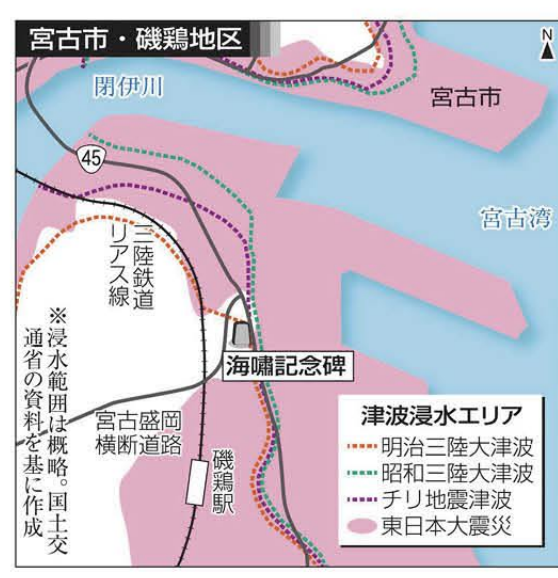 宮古市・磯鶏地区
N
閉伊川
宮古市
45
宮古湾
三陸鉄道
リアス線
海嘯記念碑
※浸水範囲は概略。国土交
通省の資料を基に作成
宮古盛岡
横断道路
磯鶏駅
津波浸水エリア
明治三陸大津波
昭和三陸大津波
チリ地震津波
東日本大震災